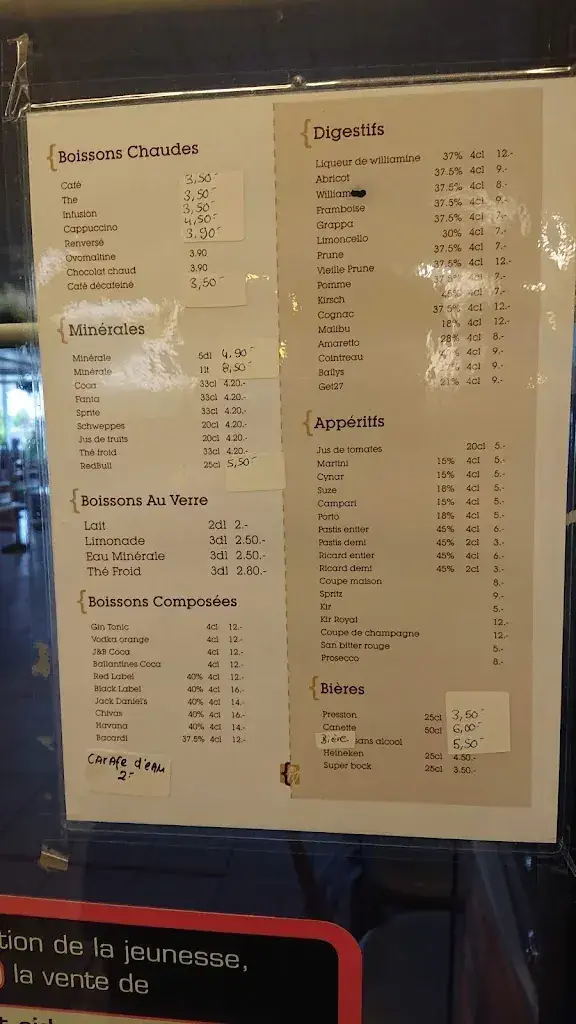 Boissons Chaudes
Café 3,50-
The 3,50-
Infusion 3,50-
Cappuccino 4,50-
Renversé 3.90-
Ovomaltine 3.90
Chocolat chaud 3.90
Café décafeiné 3,50-
Minérales
Minérale 5dl 4.90-
Minérale 1lt 8,50-
Coca 33cl 4.20.-
Fanta 33cl 4.20.-
Sprite 33cl 4.20.-
Schweppes 20cl 4.20.-
Jus de fruits 20cl 4.20.-
Thé froid 33cl 4.20.-
RedBull 25cl 5,50-
Boissons Au Verre
Lait 2dl 2.-
Limonade 3dl 2.50.-
Eau Minérale 3dl 2.50.-
Thé Froid 3dl 2.80.-
Boissons Composées
Gin Tonic 4cl 12.-
Vodka orange 4cl 12.-
J&B Coca 4cl 12.-
Ballantines Coca 4cl 12.-
Red Label 40% 4cl 12.-
Black Label 40% 4cl 16.-
Jack Daniel's 40% 4cl 14.-
Chivas 40% 4cl 16.-
Havana 40% 4cl 14.-
Bacardi 37.5% 4cl 12.-
CARAfe d'eAu
2.-
Digestifs
Liqueur de williamine 37% 4cl 12.-
Abricot 37.5% 4cl 9.-
William 37.5% 4cl 8.-
Framboise 37.5% 4cl 9.-
Grappa 37.5% 4cl 7.-
Limoncello 30% 4cl 7.-
Prune 37.5% 4cl 7.-
Vieille Prune 37.5% 4cl 12.-
Pomme 4cl 7.-
Kirsch 4cl 7.-
Cognac 37.5% 4cl 12.-
Malibu 18% 4cl 12.-
Amaretto 28% 4cl 8.-
Cointreau 4cl 9.-
Bailys 4cl 9.-
Get27 21% 4cl 9.-
Appéritfs
Jus de tomates 20cl 5.-
Martini 15% 4cl 5.-
Cynar 15% 4cl 5.-
Suze 18% 4cl 5.-
Campari 15% 4cl 5.-
Porto 18% 4cl 5.-
Pastis entier 45% 4cl 6.-
Pastis demi 45% 2cl 3.-
Ricard entier 45% 4cl 6.-
Ricard demi 45% 2cl 3.-
Coupe maison 8.-
Spritz 9.-
Kir 5.-
Kir Royal 12.-
Coupe de champagne 12.-
San bitter rouge 5.-
Prosecco 8.-
Bières
Pression 25cl 3,50-
Canette 50cl 6,00-
Bière sans alcool 5,50-
Heineken 25cl 4.50.-
Super bock 25cl 3.50.-
tion de la jeunesse,
la vente de